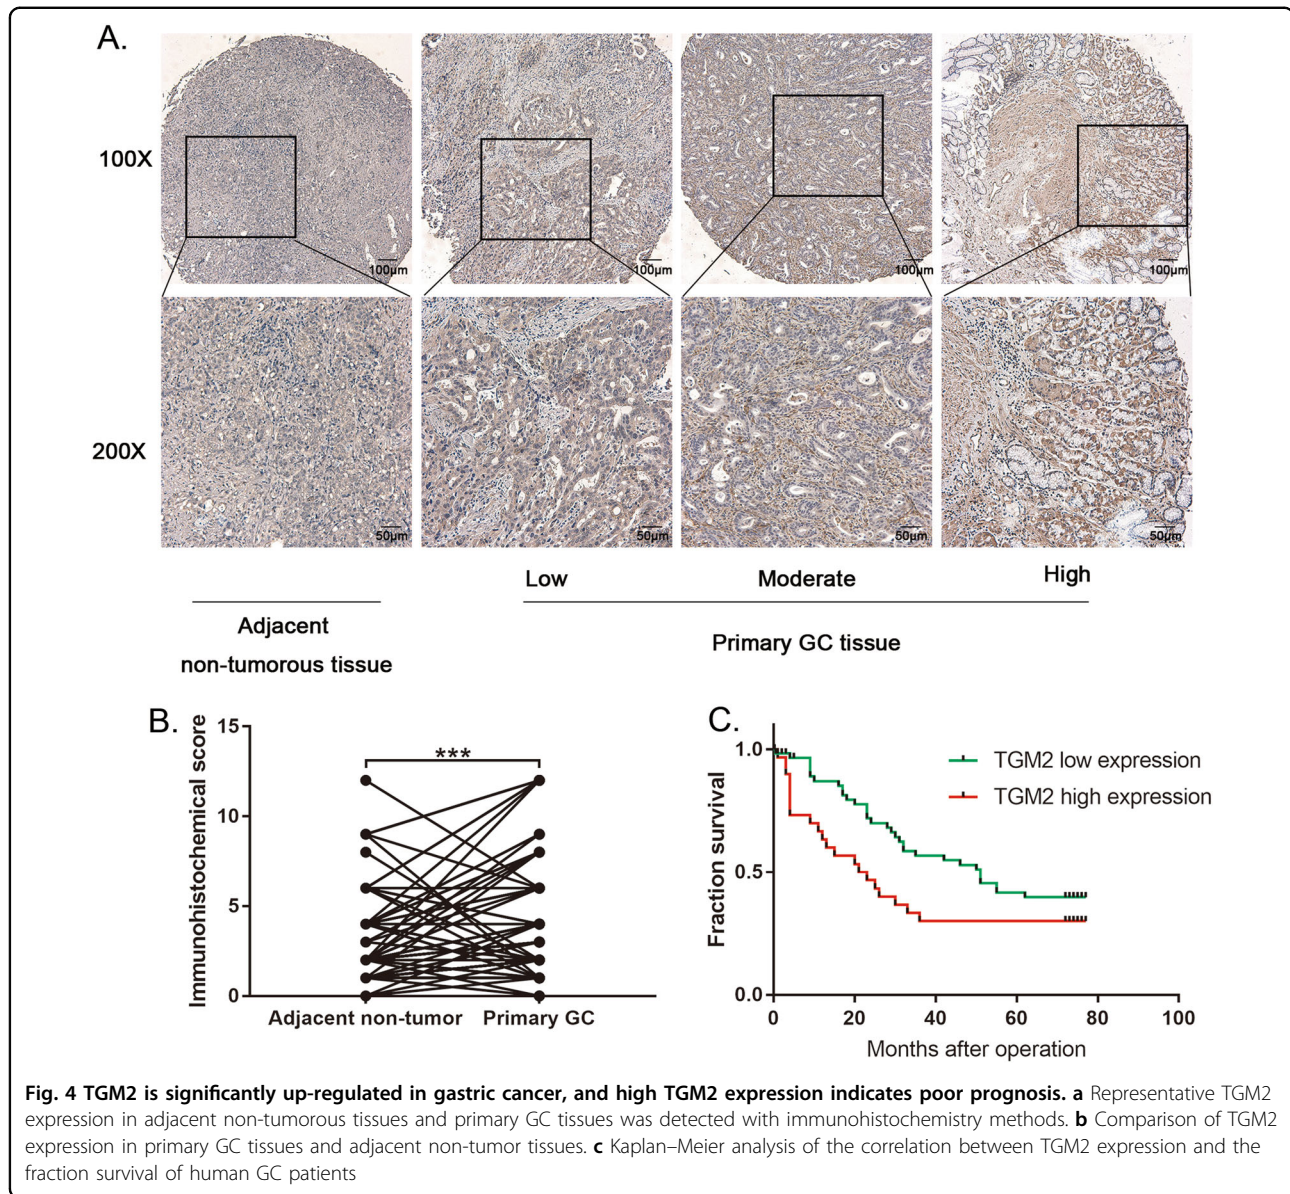 A.
100X
100µm 100µm 100µm 100µm
200X
50µm 50µm 50µm 50µm
Low Moderate High
Adjacent
non-tumorous tissue
Primary GC tissue
B.
Immunohistochemical score
15
10
5
0
***
Adjacent non-tumor Primary GC
C.
Fraction survival
1.0
0.5
0.0
TGM2 low expression
TGM2 high expression
0 20 40 60 80 100
Months after operation
Fig. 4 TGM2 is significantly up-regulated in gastric cancer, and high TGM2 expression indicates poor prognosis. a Representative TGM2
expression in adjacent non-tumorous tissues and primary GC tissues was detected with immunohistochemistry methods. b Comparison of TGM2
expression in primary GC tissues and adjacent non-tumor tissues. c Kaplan–Meier analysis of the correlation between TGM2 expression and the
fraction survival of human GC patients